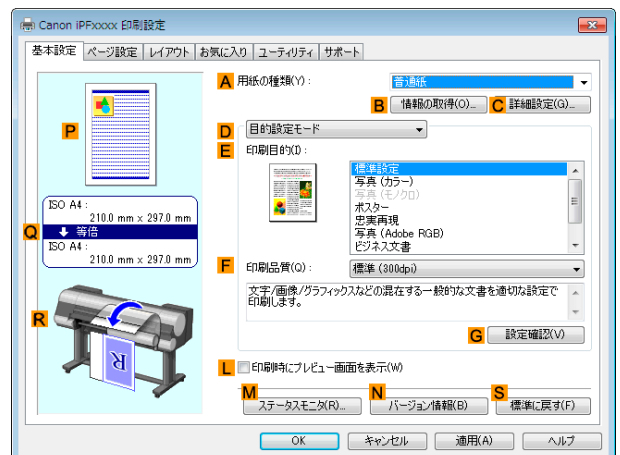 Canon iPFxxxx 印刷設定
基本設定 ページ設定 レイアウト お気に入り ユーティリティ サポート
A 用紙の種類(Y): 普通紙
B 情報の取得(O)... C 詳細設定(G)...
P
D 目的設定モード
E 印刷目的(I):
標準設定
写真 (カラー)
写真 (モノクロ)
ポスター
忠実再現
写真 (Adobe RGB)
ビジネス文書
ISO A4 :
210.0 mm x 297.0 mm
Q 等倍
ISO A4 :
210.0 mm x 297.0 mm
F 印刷品質(Q): 標準 (300dpi)
文字/画像/グラフィックスなどの混在する一般的な文書を適切な設定で
印刷します。
R
G 設定確認(V)
R
L 印刷時にプレビュー画面を表示(W)
M N S
ステータスモニタ(R)... バージョン情報(B) 標準に戻す(F)
OK キャンセル 適用(A) ヘルプ